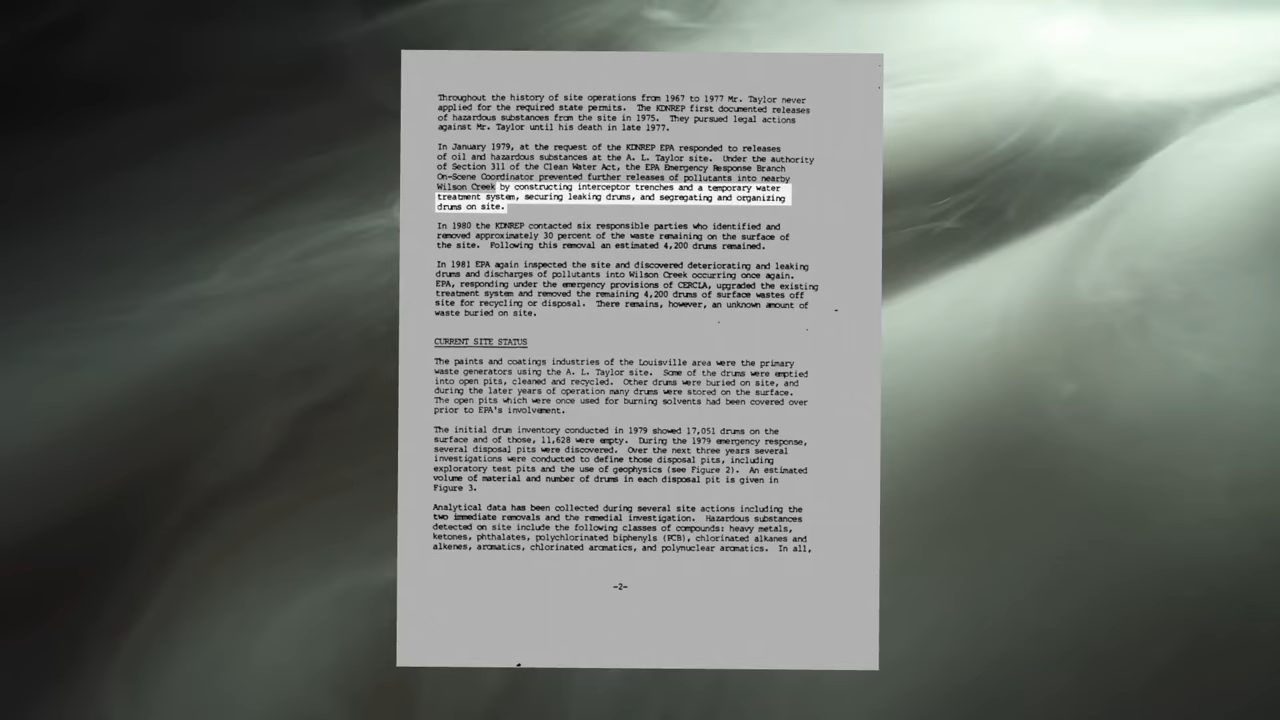 Throughout the history of site operations from 1967 to 1977 Mr. Taylor never
applied for the required state permits. The KDNREP first documented releases
of hazardous substances from the site in 1975. They pursued legal actions
against Mr. Taylor until his death in late 1977.
In January 1979, at the request of the KDNREP EPA responded to releases
of oil and hazardous substances at the A. L. Taylor site. Under the authority
of Section 311 of the Clean Water Act, the EPA Emergency Response Branch
On-Scene Coordinator prevented further releases of pollutants into nearby
Wilson Creek by constructing interceptor trenches and a temporary water
treatment system, securing leaking drums, and segregating and organizing
drums on site.
In 1980 the KDNREP contacted six responsible parties who identified and
removed approximately 30 percent of the waste remaining on the surface of
the site. Following this removal an estimated 4,200 drums remained.
In 1981 EPA again inspected the site and discovered deteriorating and leaking
drums and discharges of pollutants into Wilson Creek occurring once again.
EPA, responding under the emergency provisions of CERCLA, upgraded the existing
treatment system and removed the remaining 4,200 drums of surface wastes off
site for recycling or disposal. There remains, however, an unknown amount of
waste buried on site.
CURRENT SITE STATUS
The paints and coatings industries of the Louisville area were the primary
waste generators using the A. L. Taylor site. Some of the drums were emptied
into open pits, cleaned and recycled. Other drums were buried on site, and
during the later years of operation many drums were stored on the surface.
The open pits which were once used for burning solvents had been covered over
prior to EPA's involvement.
The initial drum inventory conducted in 1979 showed 17,051 drums on the
surface and of those, 11,628 were empty. During the 1979 emergency response,
several disposal pits were discovered. Over the next three years several
investigations were conducted to define those disposal pits, including
exploratory test pits and the use of geophysics (see Figure 2). An estimated
volume of material and number of drums in each disposal pit is given in
Figure 3.
Analytical data has been collected during several site actions including the
two immediate removals and the remedial investigation. Hazardous substances
detected on site include the following classes of compounds: heavy metals,
ketones, phthalates, polychlorinated biphenyls (PCB), chlorinated alkanes and
alkenes, aromatics, chlorinated aromatics, and polynuclear aromatics. In all,
-2-